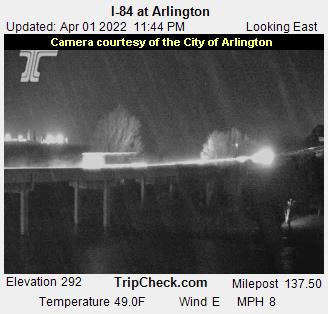 I-84 at Arlington
Updated: Apr 01 2022 11:44 PM Looking East
Camera courtesy of the City of Arlington
Elevation 292 TripCheck.com Milepost 137.50
Temperature 49.0F Wind E MPH 8